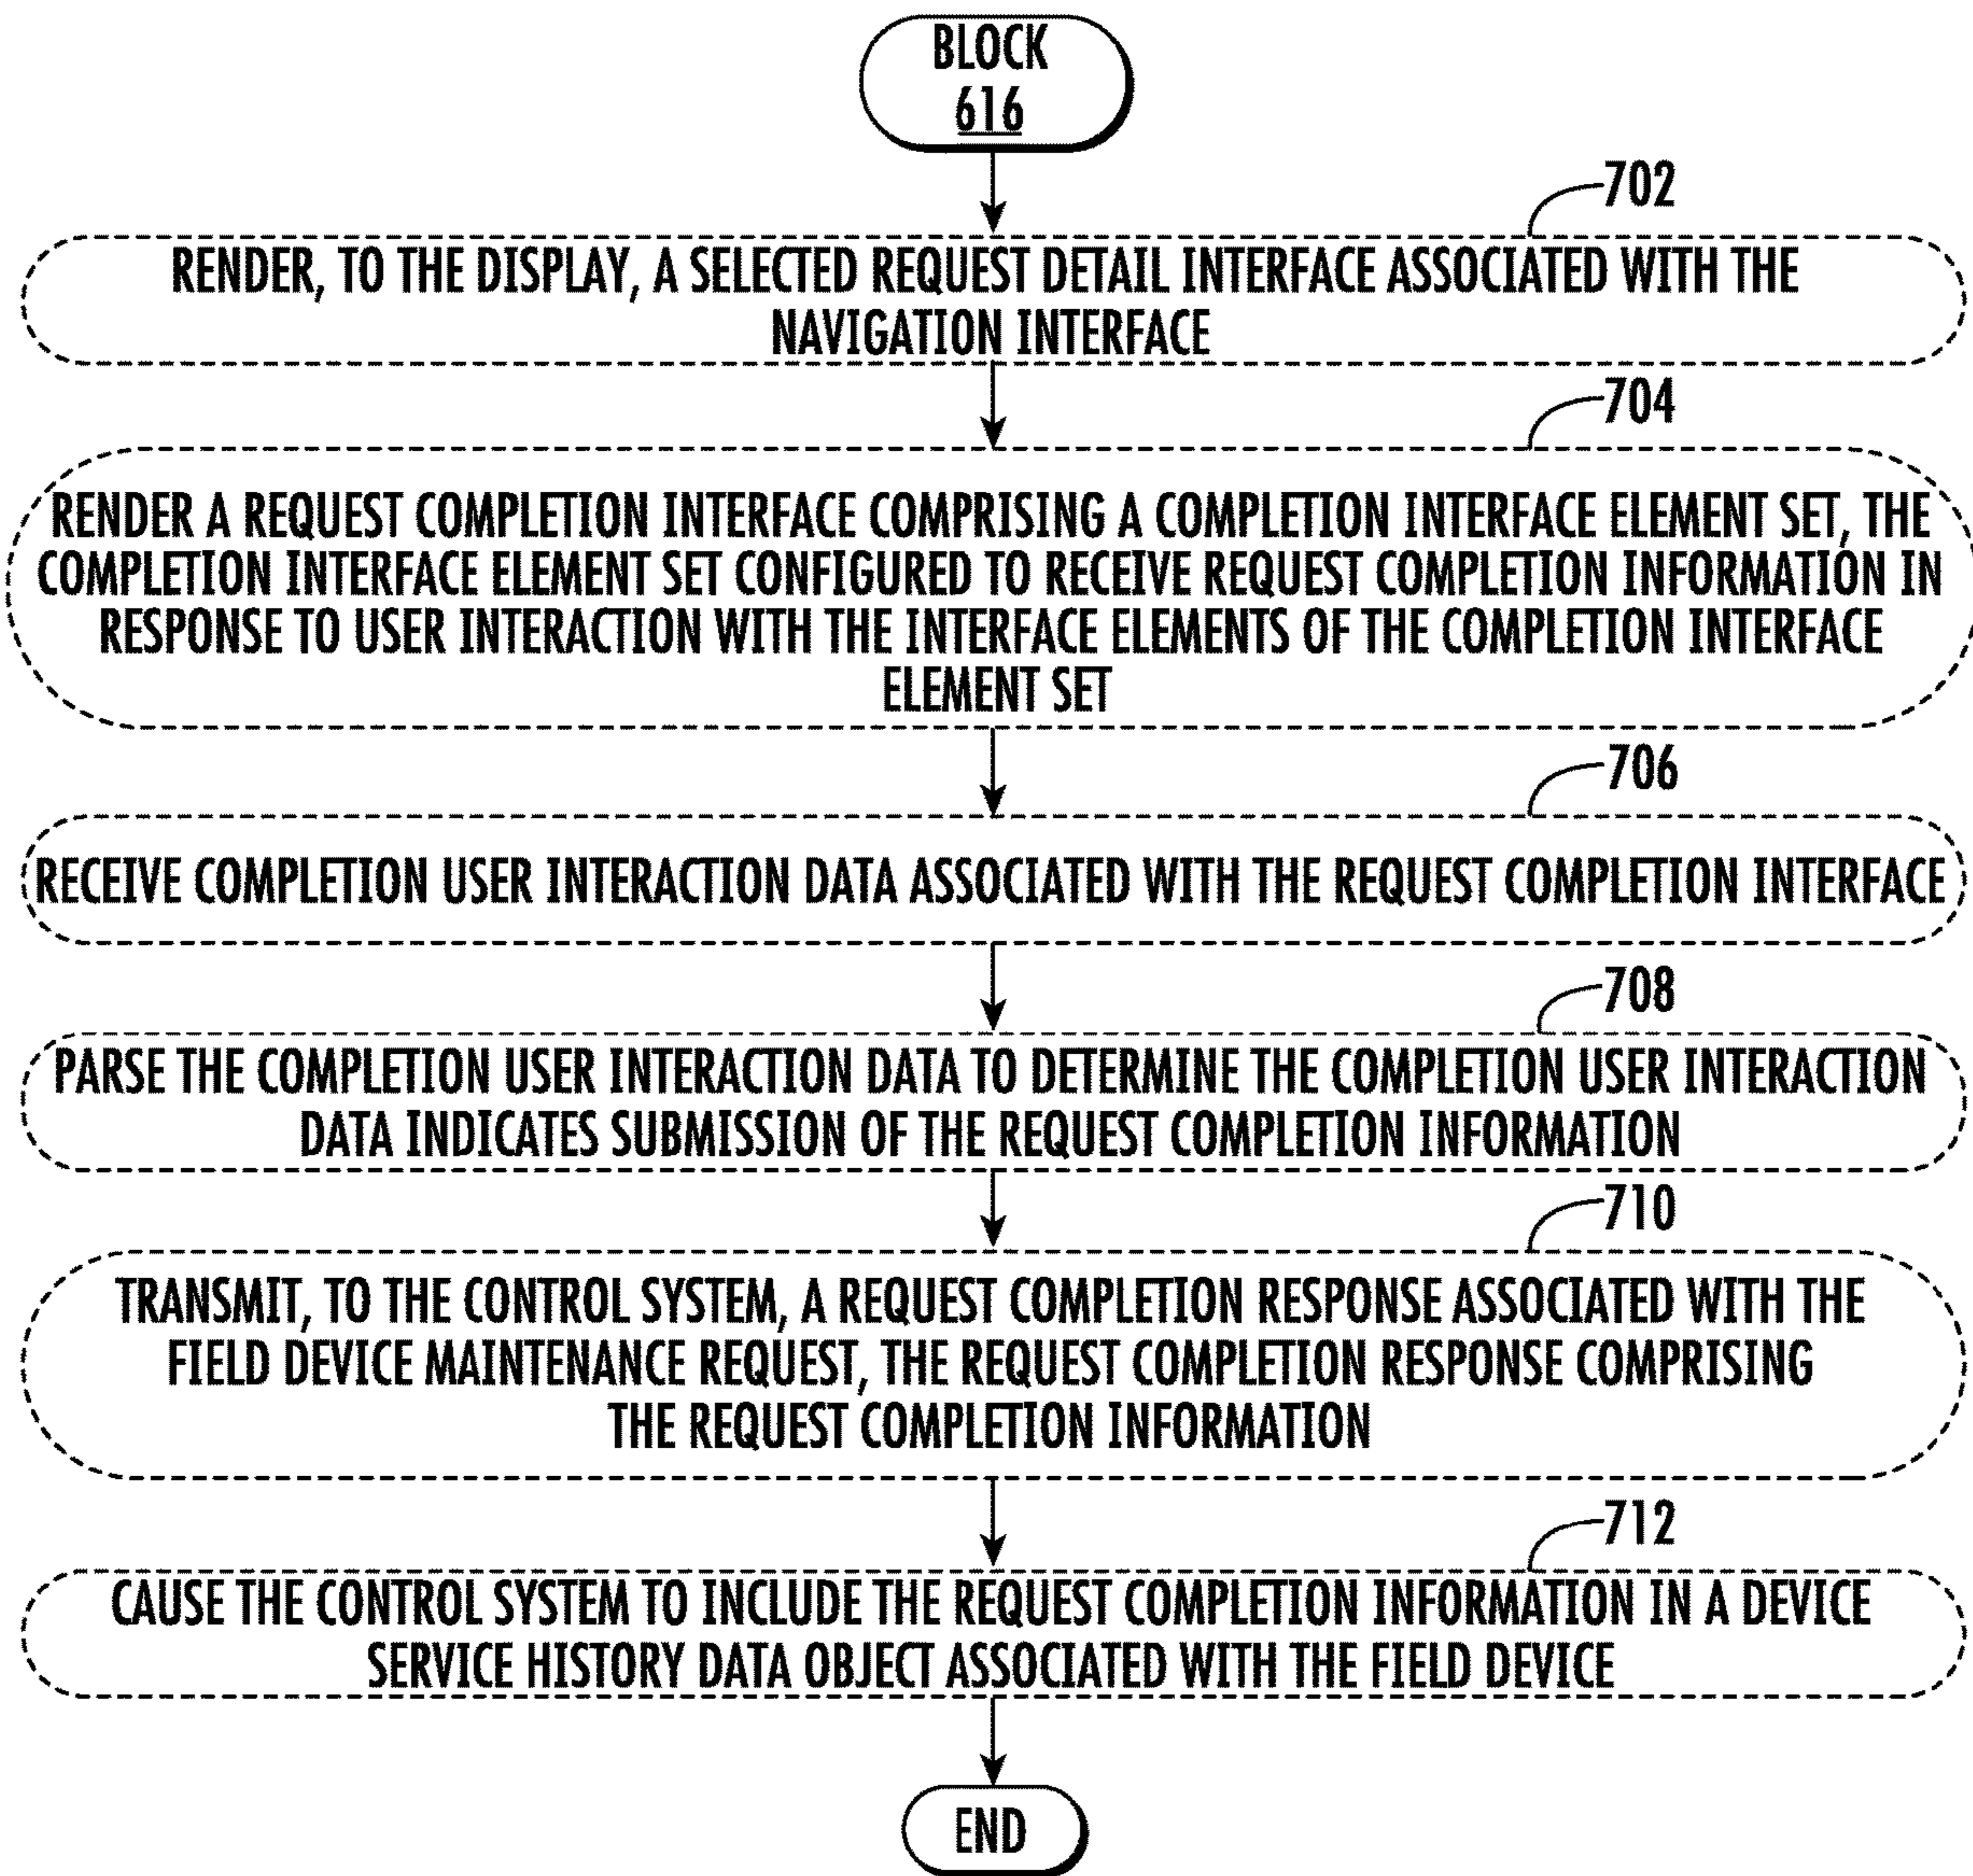 BLOCK
616
702
RENDER, TO THE DISPLAY, A SELECTED REQUEST DETAIL INTERFACE ASSOCIATED WITH THE
NAVIGATION INTERFACE
704
RENDER A REQUEST COMPLETION INTERFACE COMPRISING A COMPLETION INTERFACE ELEMENT SET, THE
COMPLETION INTERFACE ELEMENT SET CONFIGURED TO RECEIVE REQUEST COMPLETION INFORMATION IN
RESPONSE TO USER INTERACTION WITH THE INTERFACE ELEMENTS OF THE COMPLETION INTERFACE
ELEMENT SET
706
RECEIVE COMPLETION USER INTERACTION DATA ASSOCIATED WITH THE REQUEST COMPLETION INTERFACE
708
PARSE THE COMPLETION USER INTERACTION DATA TO DETERMINE THE COMPLETION USER INTERACTION
DATA INDICATES SUBMISSION OF THE REQUEST COMPLETION INFORMATION
710
TRANSMIT, TO THE CONTROL SYSTEM, A REQUEST COMPLETION RESPONSE ASSOCIATED WITH THE
FIELD DEVICE MAINTENANCE REQUEST, THE REQUEST COMPLETION RESPONSE COMPRISING
THE REQUEST COMPLETION INFORMATION
712
CAUSE THE CONTROL SYSTEM TO INCLUDE THE REQUEST COMPLETION INFORMATION IN A DEVICE
SERVICE HISTORY DATA OBJECT ASSOCIATED WITH THE FIELD DEVICE
END